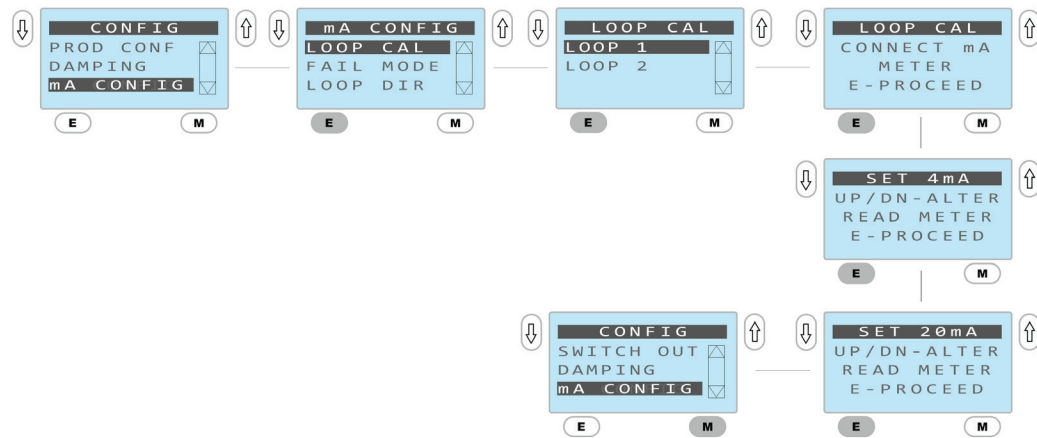 CONFIG
PROD CONF
DAMPING
mA CONFIG
E
M
mA CONFIG
LOOP CAL
FAIL MODE
LOOP DIR
E
M
LOOP CAL
LOOP 1
LOOP 2
E
M
LOOP CAL
CONNECT mA
METER
E-PROCEED
E
M
SET 4mA
UP/DN-ALTER
READ METER
E-PROCEED
E
M
CONFIG
SWITCH OUT
DAMPING
mA CONFIG
E
M
SET 20mA
UP/DN-ALTER
READ METER
E-PROCEED
E
M